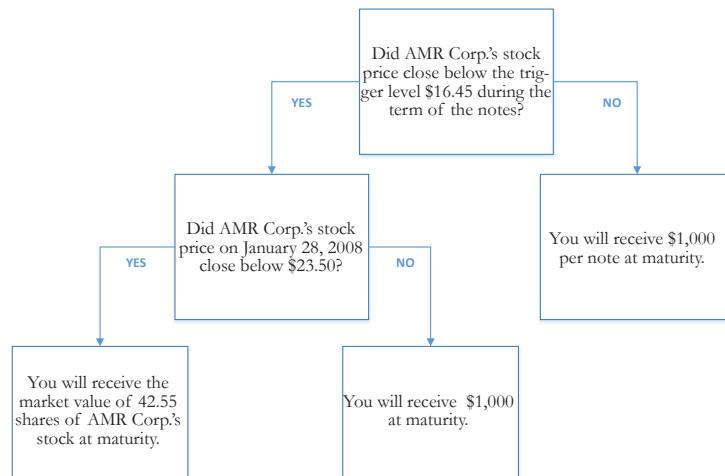 Did AMR Corp.'s stock
price close below the trig-
ger level $16.45 during the
term of the notes?
YES
NO
Did AMR Corp.'s stock
price on January 28, 2008
close below $23.50?
You will receive $1,000
per note at maturity.
YES
NO
You will receive the
market value of 42.55
shares of AMR Corp.'s
stock at maturity.
You will receive $1,000
at maturity.